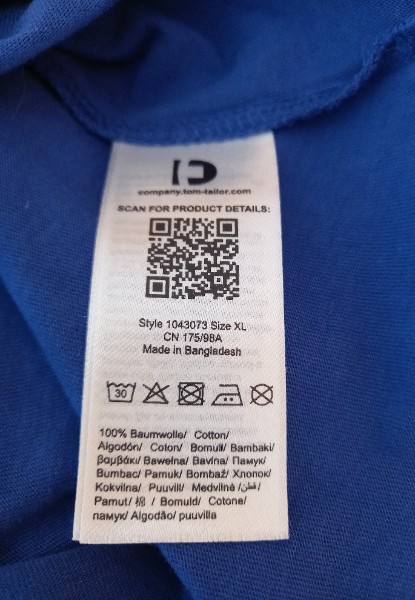 company.tom-tailor.com
SCAN FOR PRODUCT DETAILS:
Style 1043073 Size XL
CN 175/98A
Made in Bangladesh
30
100% Baumwolle/ Cotton/
Algodón/ Coton/ Bomull/ Bambaki/
βαμβάκι/ Bawełna/ Bavlna/ Памук/
Bumbac/ Pamuk/ Bombaž/ Хлопок/
Kokvilna/ Puuvill/ Medvilnė /قطن/
Pamut/ 棉 / Bomuld/ Cotone/
памук/ Algodão/ puuvilla